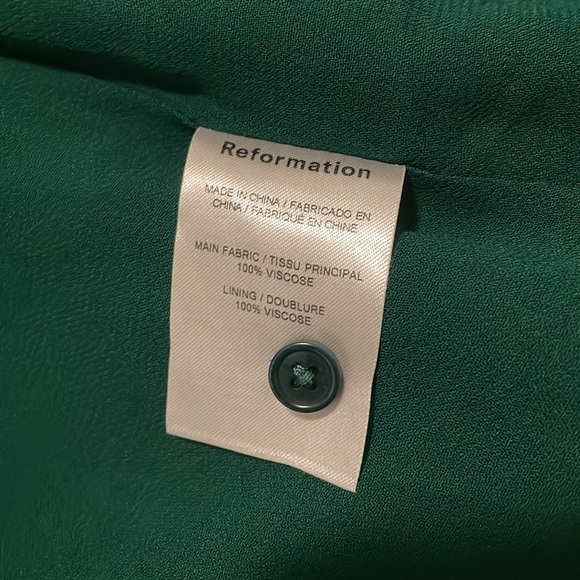 Reformation
MADE IN CHINA / FABRICADO EN
CHINA / FABRIQUÉ EN CHINE
MAIN FABRIC / TISSU PRINCIPAL
100% VISCOSE
LINING / DOUBLURE
100% VISCOSE